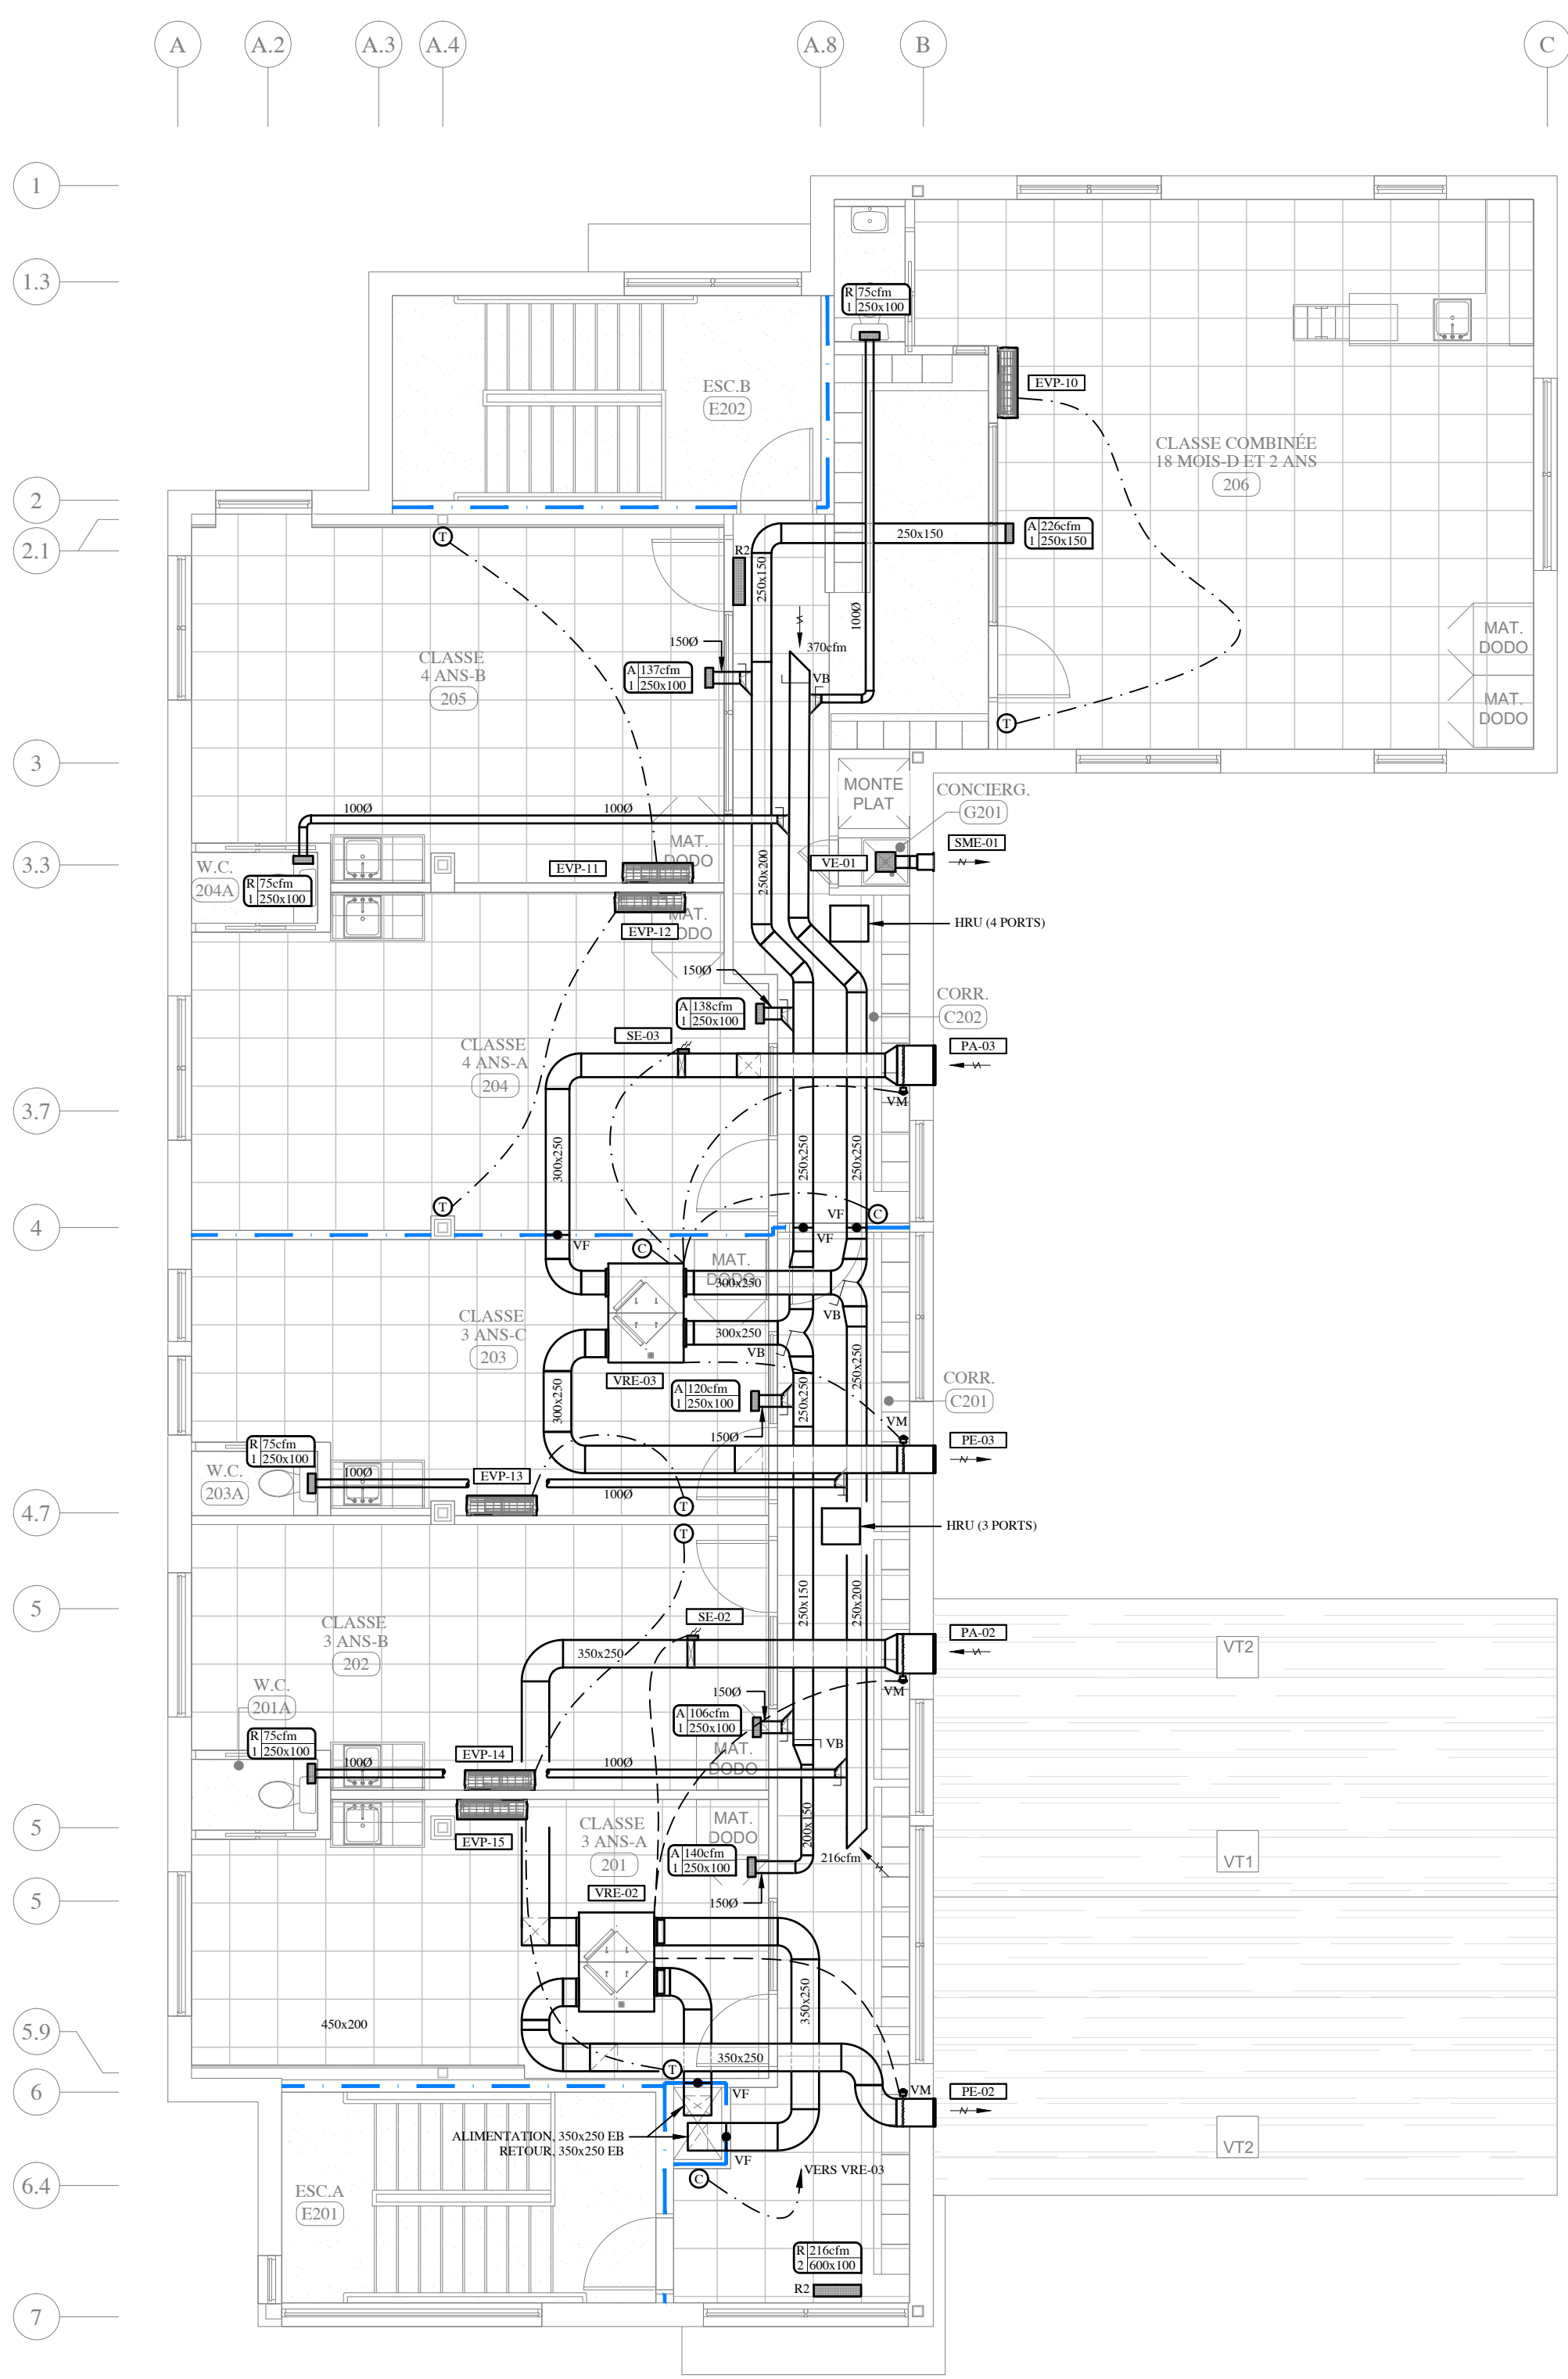 A
A.2
A.3
A.4
A.8
B
C
1
1.3
2
2.1
3
3.3
3.7
4
4.7
5
5
5
5.9
6
6.4
7
R 75cfm
1 250x100
ESC.B
E202
EVP-10
CLASSE COMBINÉE
18 MOIS-D ET 2 ANS
206
T
250x150
A 226cfm
1 250x150
R2
250x150
100Ø
370cfm
VB
150Ø
A 137cfm
1 250x100
CLASSE
4 ANS-B
205
MAT.
DODO
MAT.
DODO
T
MONTE
PLAT
CONCIERG.
G201
100Ø
100Ø
MAT.
DODO
W.C.
204A
R 75cfm
1 250x100
EVP-11
250x200
VE-01
SME-01
EVP-12
MAT.
DODO
HRU (4 PORTS)
150Ø
A 138cfm
1 250x100
CORR.
C202
SE-03
CLASSE
4 ANS-A
204
PA-03
VM
300x250
250x250
250x250
T
VF
C
VF
VF
C
MAT.
DODO
300x250
VB
300x250
VB
CLASSE
3 ANS-C
203
VRE-03
A 120cfm
1 250x100
300x250
250x250
250x250
150Ø
CORR.
C201
VM
PE-03
R 75cfm
1 250x100
W.C.
203A
100Ø
EVP-13
100Ø
T
HRU (3 PORTS)
T
250x150
250x200
SE-02
CLASSE
3 ANS-B
202
350x250
PA-02
VM
VT2
W.C.
201A
150Ø
A 106cfm
1 250x100
R 75cfm
1 250x100
VB
MAT.
DODO
100Ø
EVP-14
100Ø
EVP-15
CLASSE
3 ANS-A
201
MAT.
DODO
200x150
A 140cfm
1 250x100
216cfm
150Ø
VT1
VRE-02
350x250
450x200
350x250
T
VM
PE-02
VF
ALIMENTATION, 350x250 EB
RETOUR, 350x250 EB
VF
VT2
C
VERS VRE-03
ESC.A
E201
R 216cfm
2 600x100
R2